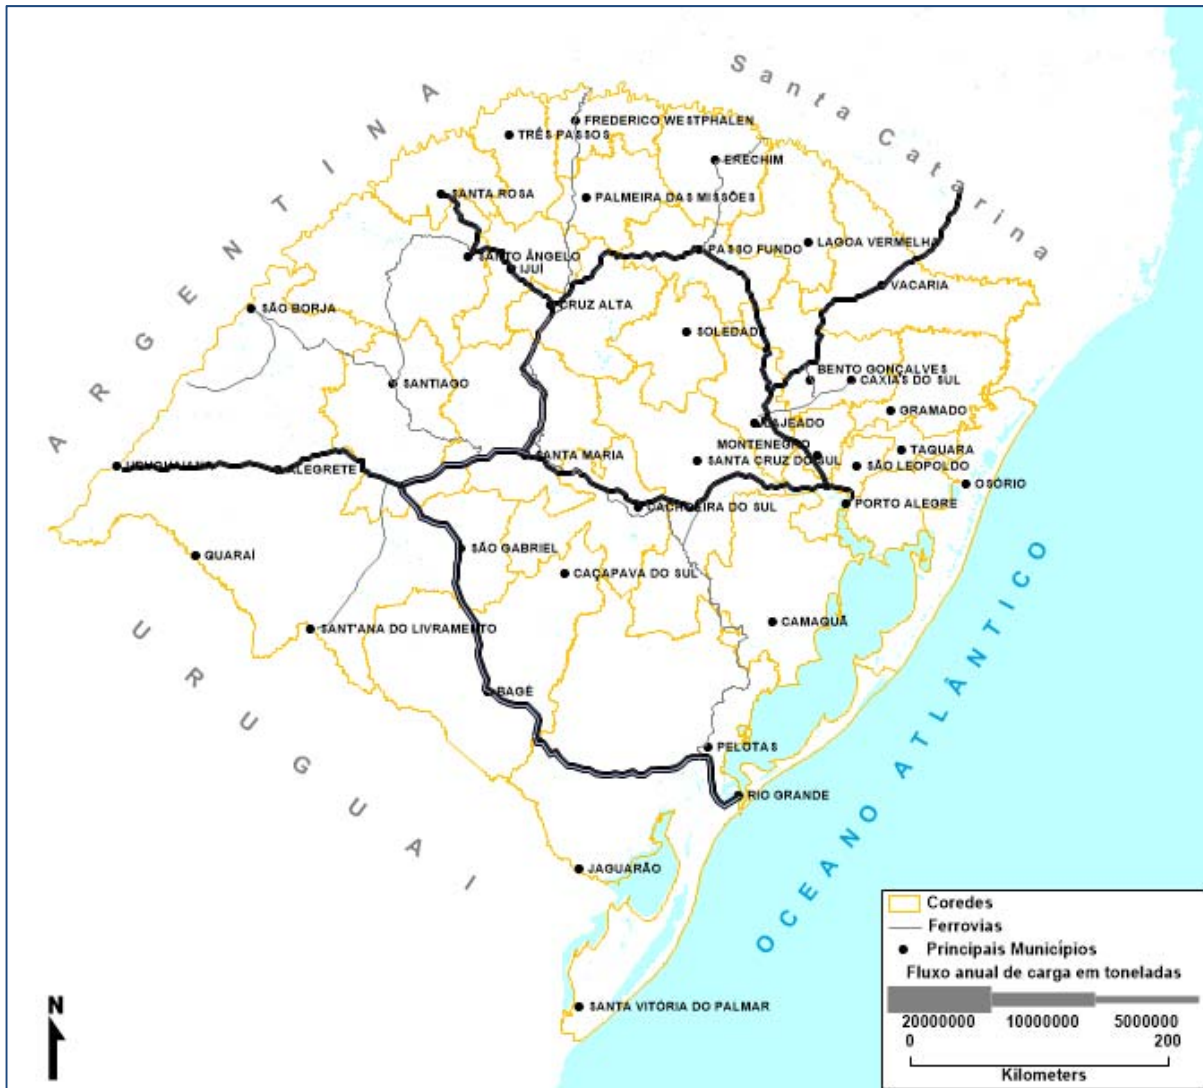 Santa Catarina
ARGENTINA
FREDERICO WESTPHALEN
TRÊS PASSOS
ERECHIM
SANTA ROSA
PALMEIRA DAS MISSÕES
PASSO FUNDO
LAGOA VERMELHA
SANTO ÂNGELO
IJUÍ
VACARIA
SÃO BORJA
CRUZ ALTA
SOLEDADE
BENTO GONÇALVES
SANTIAGO
CAXIAS DO SUL
GRAMADO
LAJEADO
MONTENEGRO
TAQUARA
SANTA MARIA
SANTA CRUZ DO SUL
SÃO LEOPOLDO
URUGUAIANA
ALEGRETE
OSÓRIO
CACHOEIRA DO SUL
PORTO ALEGRE
SÃO GABRIEL
QUARAÍ
CAÇAPAVA DO SUL
CAMAQUÃ
SANT'ANA DO LIVRAMENTO
URUGUAI
OCEANO ATLÂNTICO
BAGÉ
PELOTAS
RIO GRANDE
JAGUARÃO
SANTA VITÓRIA DO PALMAR
Coredes
Ferrovias
Principais Municípios
Fluxo anual de carga em toneladas
20000000 10000000 5000000
0 200
Kilometers
N